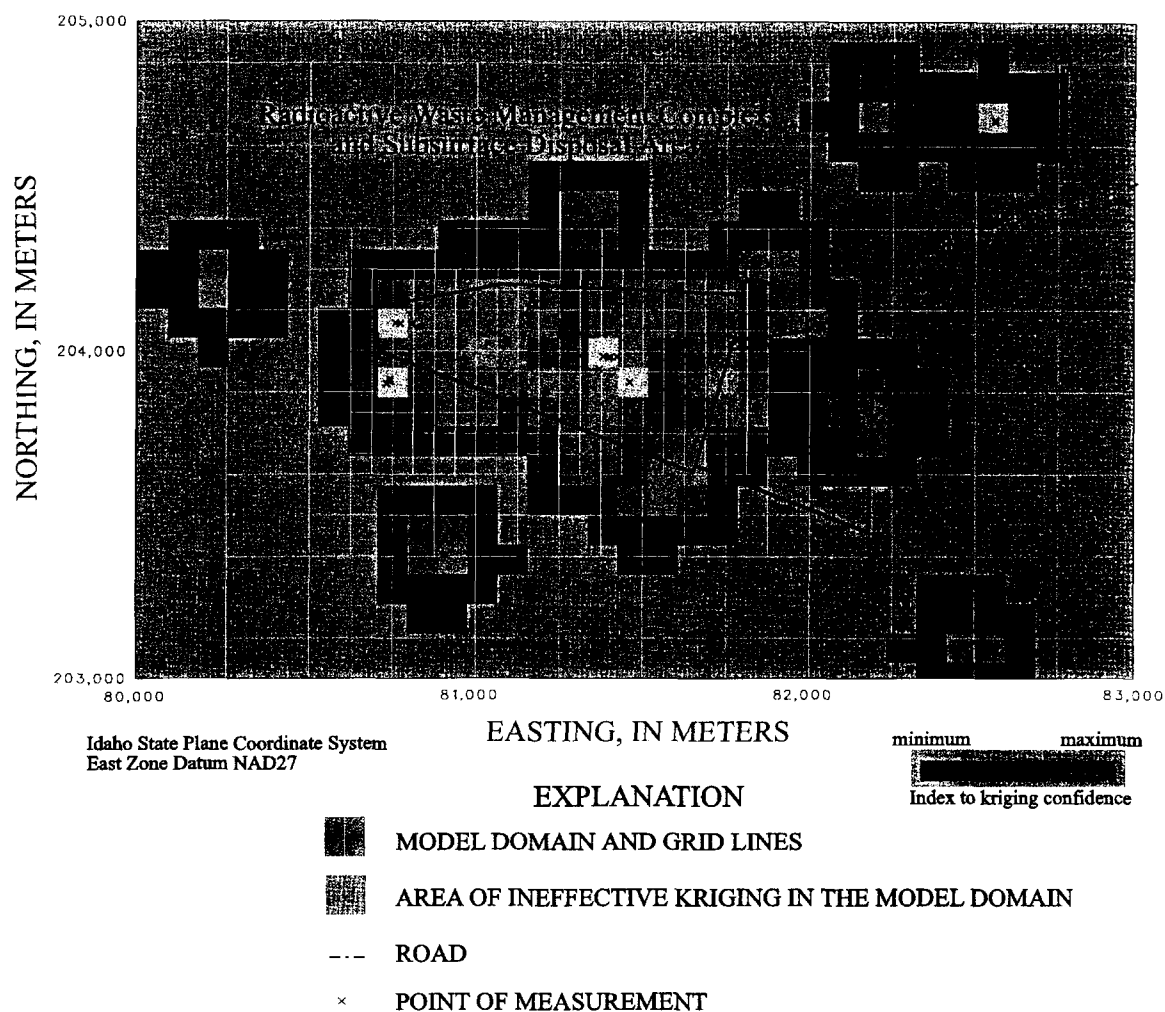 205,000
Radioactive Waste Management Complex
and Subsurface Disposal Area
NORTHING, IN METERS
204,000
203,000
80,000
81,000
82,000
83,000
EASTING, IN METERS
Idaho State Plane Coordinate System
East Zone Datum NAD27
minimum maximum
Index to kriging confidence
EXPLANATION
MODEL DOMAIN AND GRID LINES
AREA OF INEFFECTIVE KRIGING IN THE MODEL DOMAIN
ROAD
POINT OF MEASUREMENT